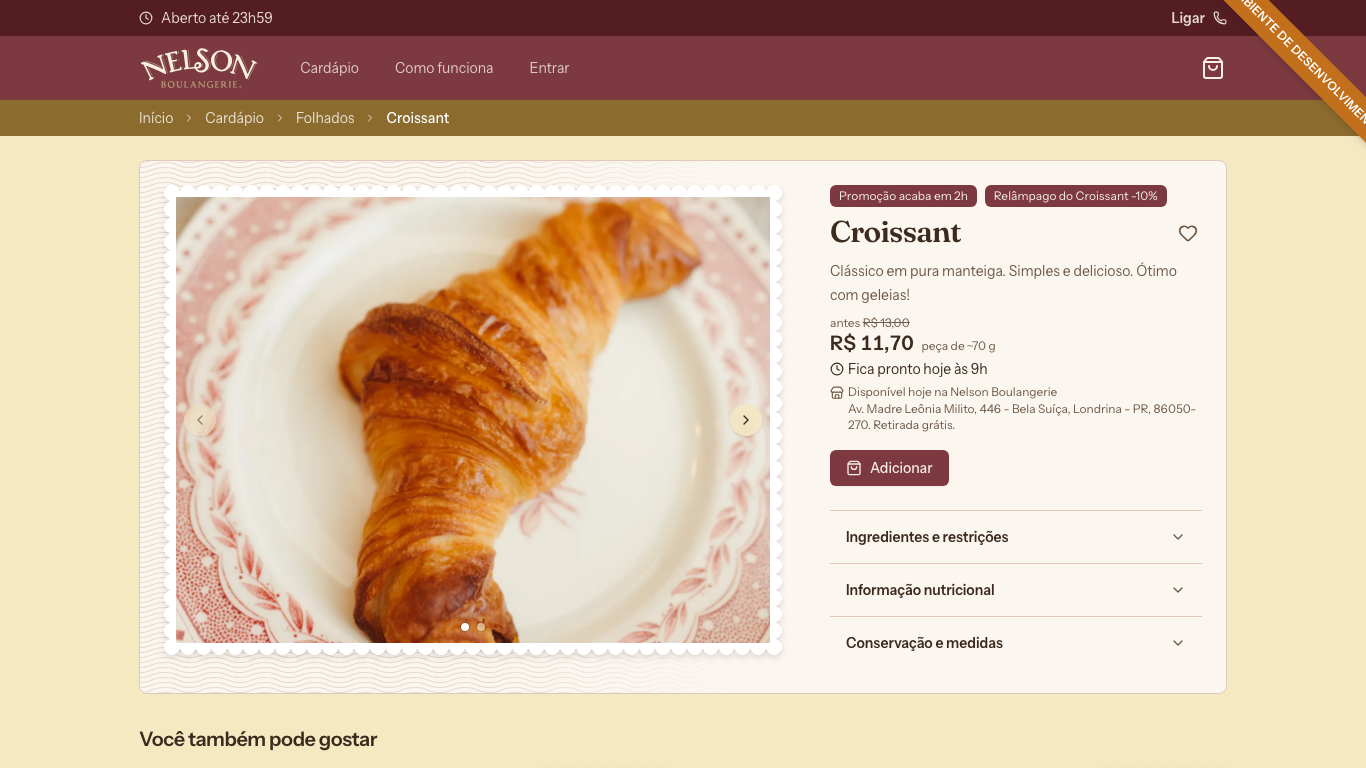 Aberto até 23h59
Ligar
NELSON
BOULANGERIE
Cardápio
Como funciona
Entrar
Início
Cardápio
Folhados
Croissant
Promoção acaba em 2h
Relâmpago do Croissant -10%
Croissant
Clássico em pura manteiga. Simples e delicioso. Ótimo
com geleias!
antes R$ 13,00
R$ 11,70 peça de ~70 g
Fica pronto hoje às 9h
Disponível hoje na Nelson Boulangerie
Av. Madre Leônia Milito, 446 - Bela Suíça, Londrina - PR, 86050-
270. Retirada grátis.
Adicionar
Ingredientes e restrições
Informação nutricional
Conservação e medidas
Você também pode gostar